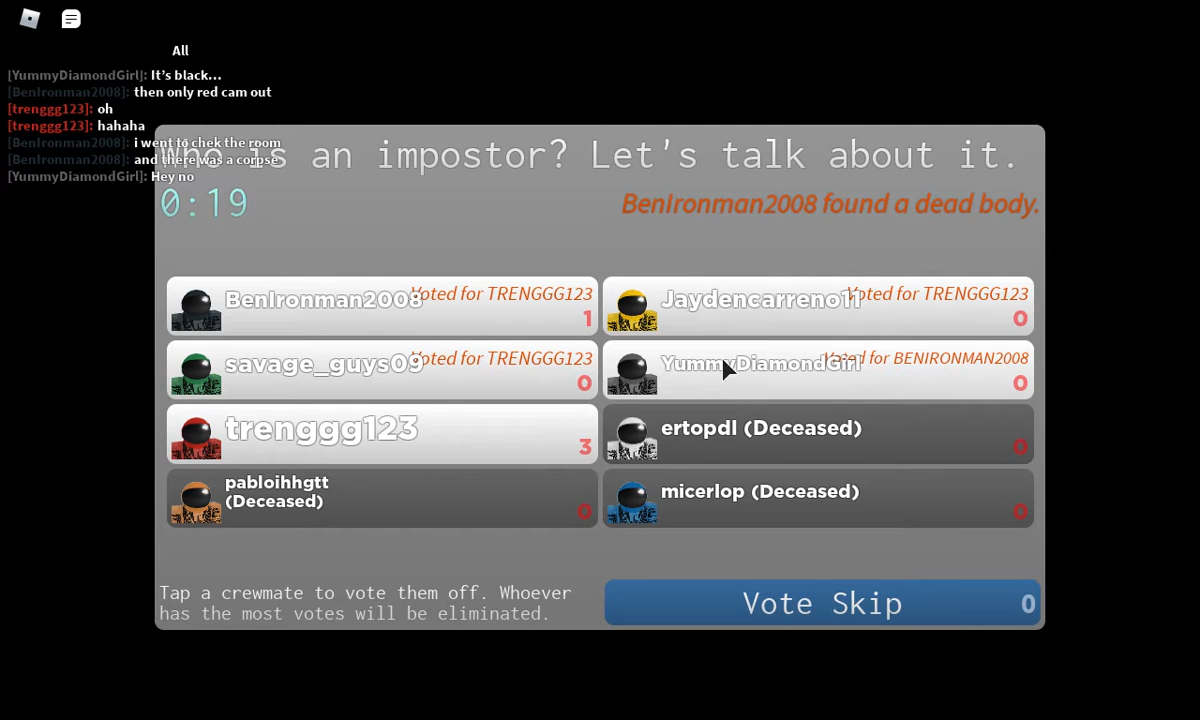 All
[YummyDiamondGirl]: It's black...
[BenIronman2008]: then only red cam out
[trenggg123]: oh
[trenggg123]: hahaha
[BenIronman2008]: i went to chek the room
[BenIronman2008]: and there was a corpse
[YummyDiamondGirl]: Hey no
Who is an impostor? Let's talk about it.
0:19
BenIronman2008 found a dead body.
BenIronman2008 Voted for TRENGGG123
1
Jaydencarreno11 Voted for TRENGGG123
0
savage_guys09 Voted for TRENGGG123
0
YummyDiamondGirl Voted for BENIRONMAN2008
0
trenggg123
3
ertopdl (Deceased)
0
pabloihhgtt
(Deceased)
0
micerlop (Deceased)
0
Tap a crewmate to vote them off. Whoever
has the most votes will be eliminated.
Vote Skip 0